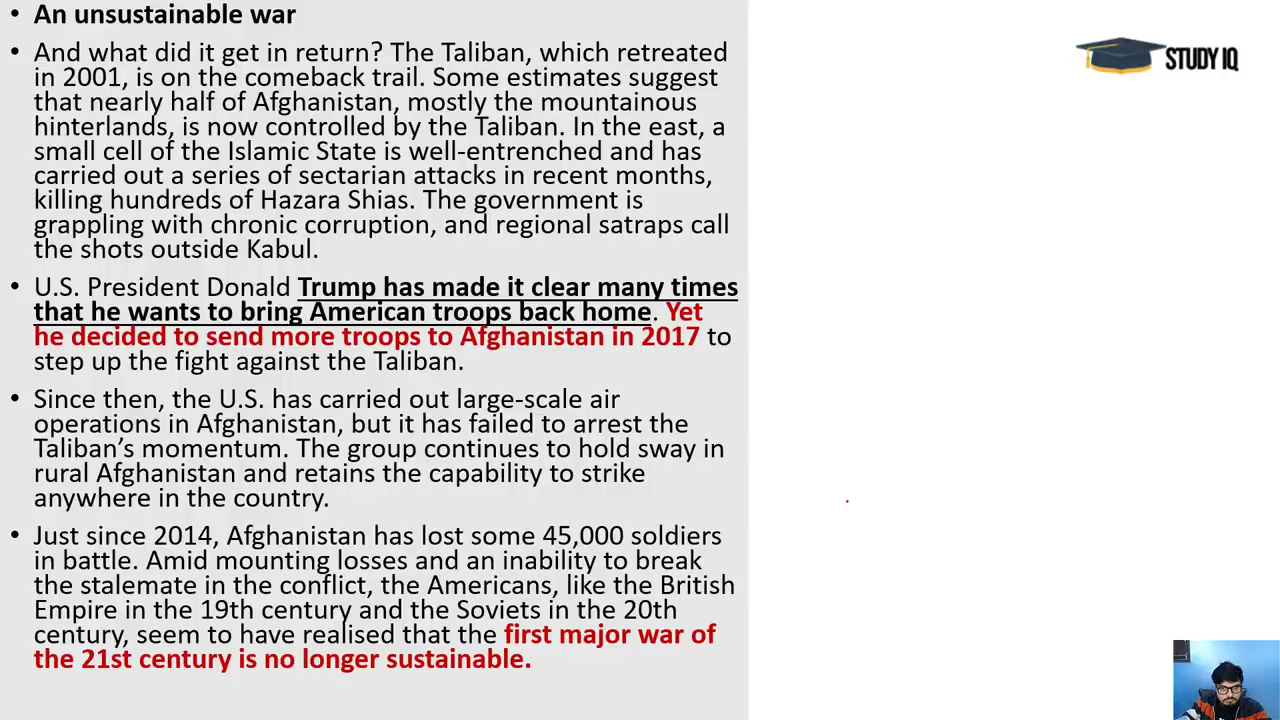 • An unsustainable war
• And what did it get in return? The Taliban, which retreated
in 2001, is on the comeback trail. Some estimates suggest
that nearly half of Afghanistan, mostly the mountainous
hinterlands, is now controlled by the Taliban. In the east, a
small cell of the Islamic State is well-entrenched and has
carried out a series of sectarian attacks in recent months,
killing hundreds of Hazara Shias. The government is
grappling with chronic corruption, and regional satraps call
the shots outside Kabul.
• U.S. President Donald Trump has made it clear many times
that he wants to bring American troops back home. Yet
he decided to send more troops to Afghanistan in 2017 to
step up the fight against the Taliban.
• Since then, the U.S. has carried out large-scale air
operations in Afghanistan, but it has failed to arrest the
Taliban’s momentum. The group continues to hold sway in
rural Afghanistan and retains the capability to strike
anywhere in the country.
• Just since 2014, Afghanistan has lost some 45,000 soldiers
in battle. Amid mounting losses and an inability to break
the stalemate in the conflict, the Americans, like the British
Empire in the 19th century and the Soviets in the 20th
century, seem to have realised that the first major war of
the 21st century is no longer sustainable.
STUDY IQ